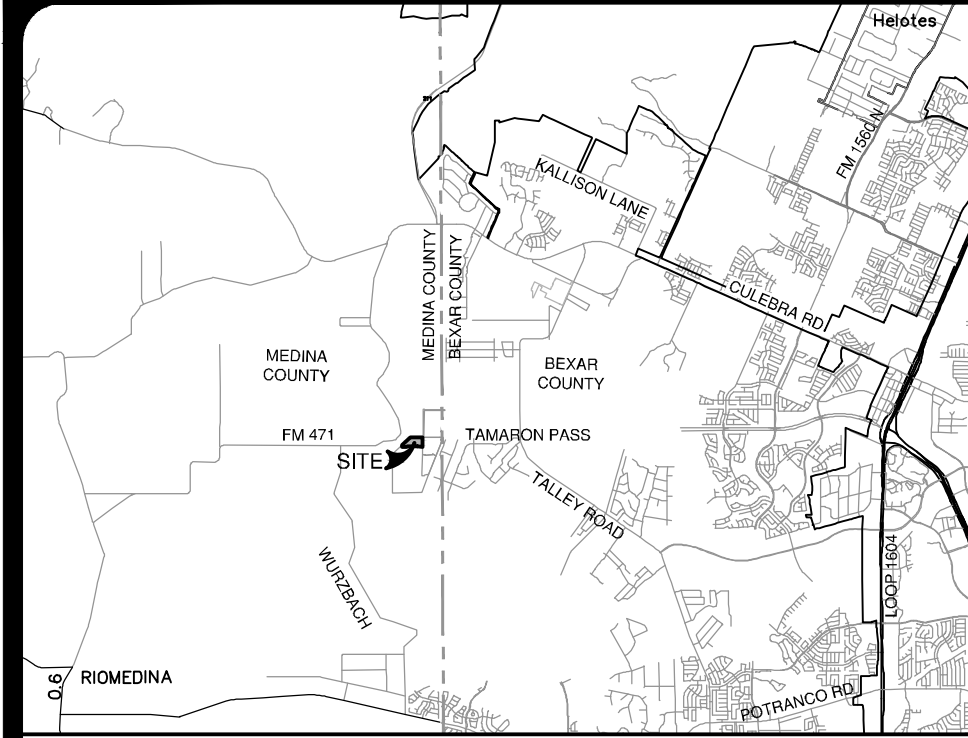 Helotes
FM 1560 N
KALLISON LANE
MEDINA COUNTY
BEXAR COUNTY
CULEBRA RD
MEDINA
COUNTY
BEXAR
COUNTY
FM 471
TAMARON PASS
SITE
TALLEY ROAD
LOOP 1604
WURZBACH
RIOMEDINA
0.6
POTRANCO RD